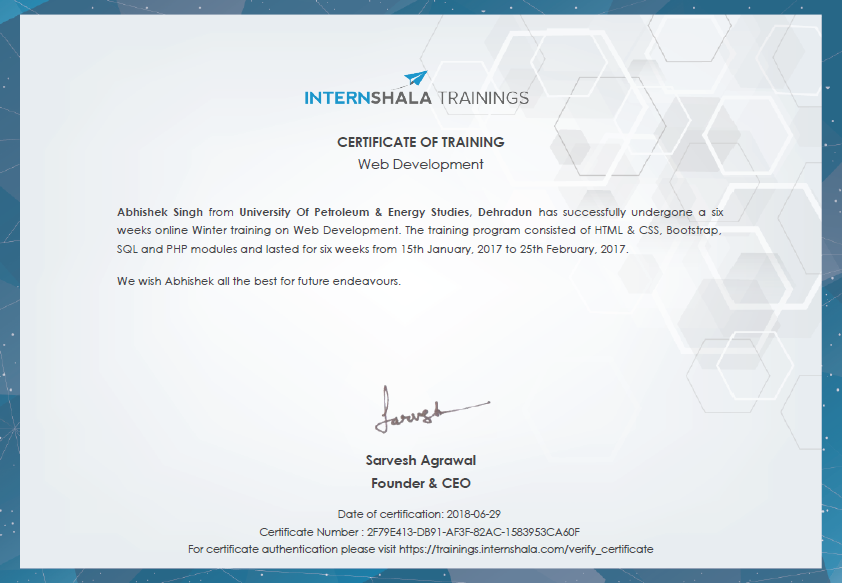 INTERNSHALA TRAININGS
CERTIFICATE OF TRAINING
Web Development
Abhishek Singh from University Of Petroleum & Energy Studies, Dehradun has successfully undergone a six
weeks online Winter training on Web Development. The training program consisted of HTML & CSS, Bootstrap,
SQL and PHP modules and lasted for six weeks from 15th January, 2017 to 25th February, 2017.
We wish Abhishek all the best for future endeavours.
Sarvesh
Sarvesh Agrawal
Founder & CEO
Date of certification: 2018-06-29
Certificate Number : 2F79E413-DB91-AF3F-82AC-1583953CA60F
For certificate authentication please visit https://trainings.internshala.com/verify_certificate